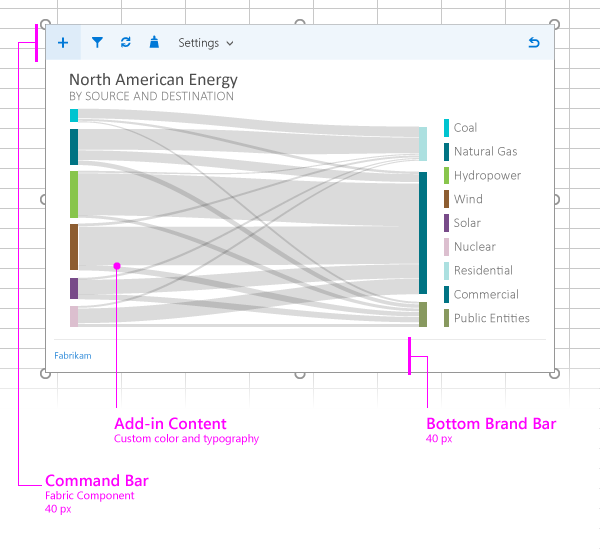 Settings
North American Energy
BY SOURCE AND DESTINATION
Coal
Natural Gas
Hydropower
Wind
Solar
Nuclear
Residential
Commercial
Public Entities
Fabrikam
Add-in Content
Custom color and typography
Bottom Brand Bar
40 px
Command Bar
Fabric Component
40 px